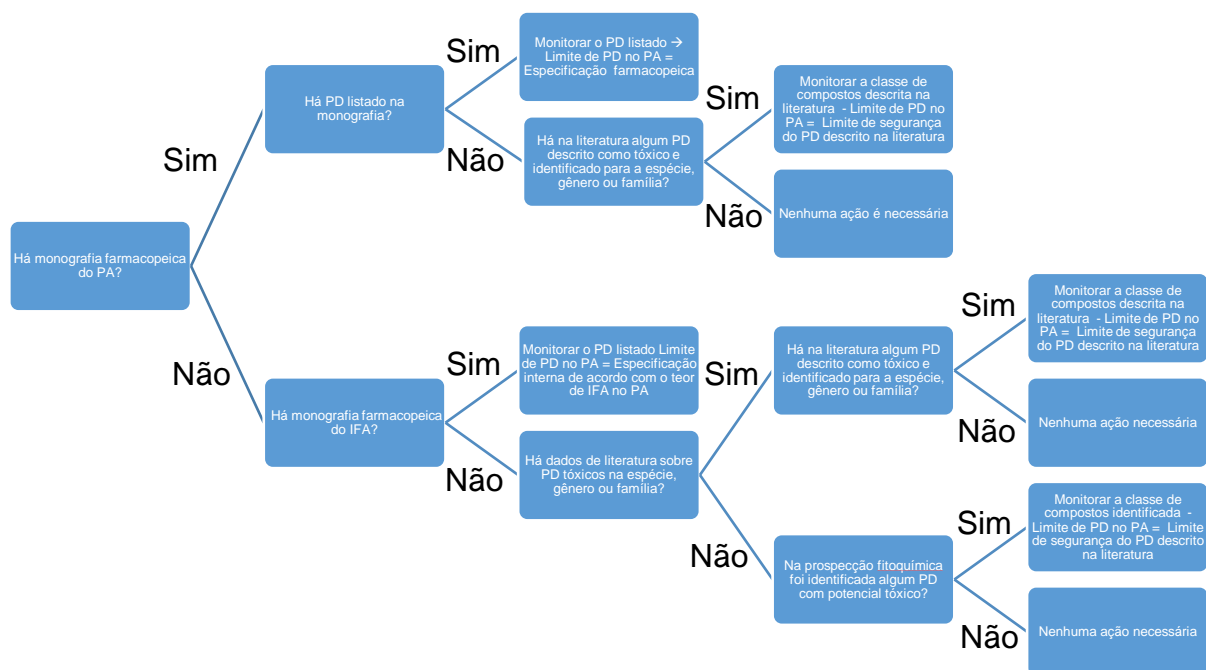 Há monografia farmacopeica
do PA?
Sim
Há PD listado na
monografia?
Sim
Monitorar o PD listado →
Limite de PD no PA =
Especificação farmacopeica
Não
Há na literatura algum PD
descrito como tóxico e
identificado para a espécie,
gênero ou família?
Sim
Monitorar a classe de
compostos descrita na
literatura - Limite de PD no
PA = Limite de segurança
do PD descrito na literatura
Não
Nenhuma ação é necessária
Não
Há monografia farmacopeica
do IFA?
Sim
Monitorar o PD listado Limite
de PD no PA = Especificação
interna de acordo com o teor
de IFA no PA
Não
Há dados de literatura sobre
PD tóxicos na espécie,
gênero ou família?
Sim
Há na literatura algum PD
descrito como tóxico e
identificado para a espécie,
gênero ou família?
Sim
Monitorar a classe de
compostos descrita na
literatura - Limite de PD no
PA = Limite de segurança
do PD descrito na literatura
Não
Nenhuma ação necessária
Não
Na prospecção fitoquímica
foi identificada algum PD
com potencial tóxico?
Sim
Monitorar a classe de
compostos identificada -
Limite de PD no PA = Limite
de segurança do PD descrito
na literatura
Não
Nenhuma ação necessária